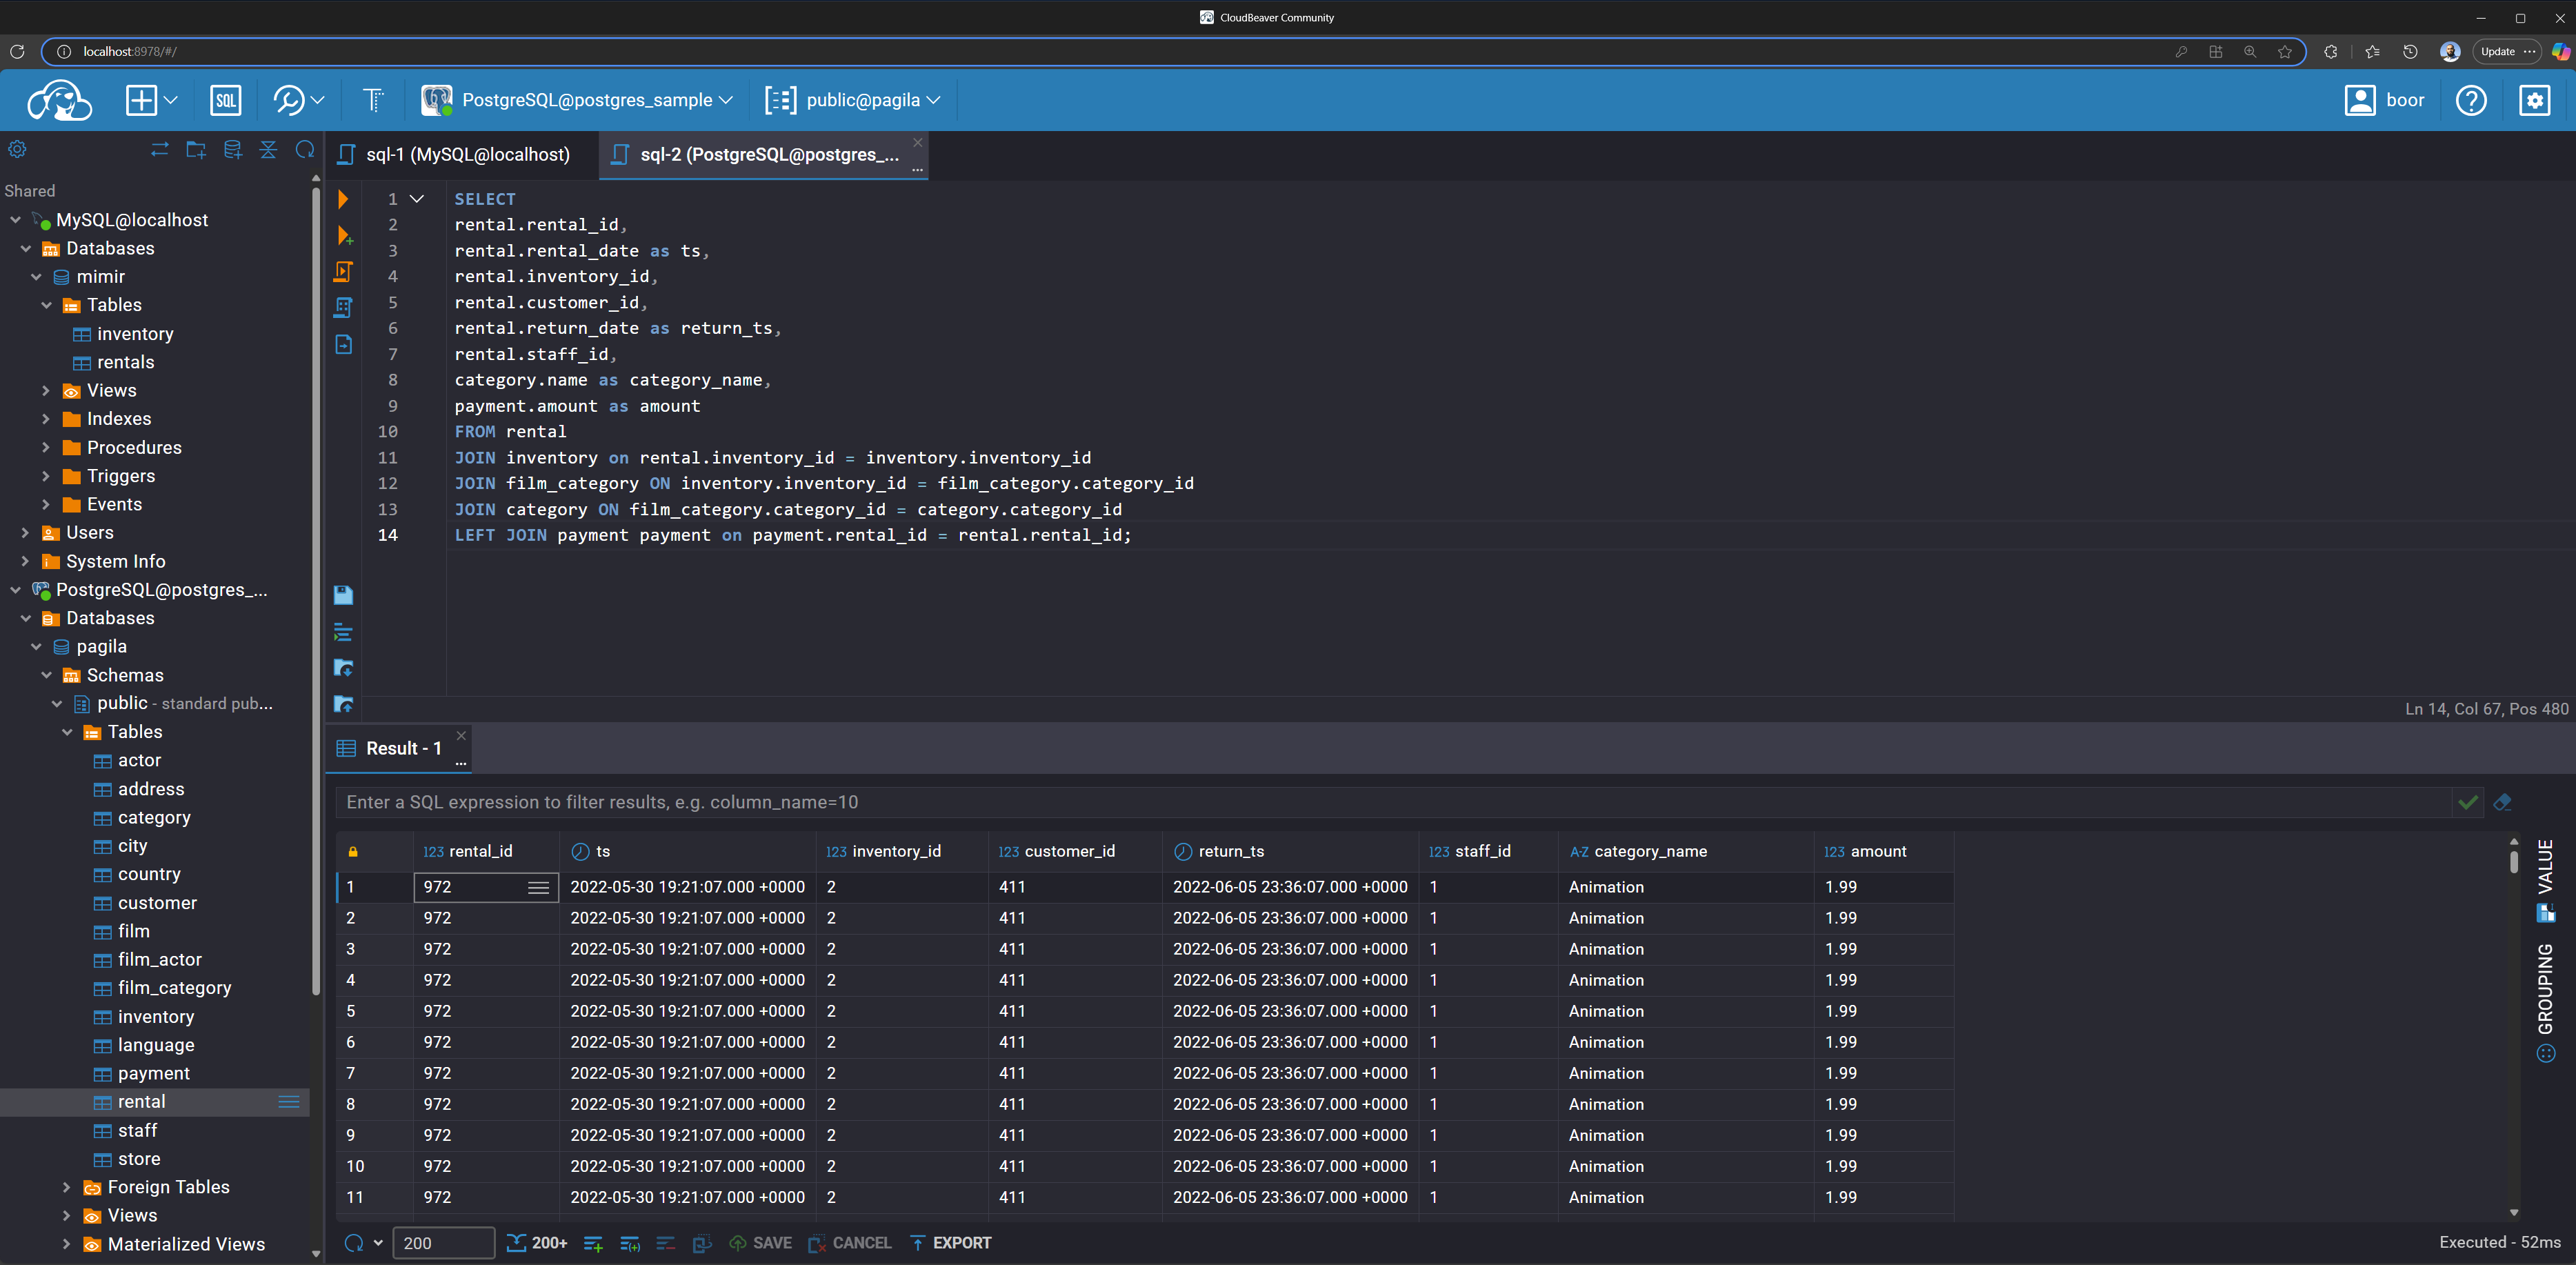 CloudBeaver Community
localhost:8978/#/
Update
SQL
PostgreSQL@postgres_sample
public@pagila
boor
sql-1 (MySQL@localhost)
sql-2 (PostgreSQL@postgres_...
Shared
MySQL@localhost
Databases
mimir
Tables
inventory
rentals
Views
Indexes
Procedures
Triggers
Events
Users
System Info
PostgreSQL@postgres_...
Databases
pagila
Schemas
public - standard pub...
Tables
actor
address
category
city
country
customer
film
film_actor
film_category
inventory
language
payment
rental
staff
store
Foreign Tables
Views
Materialized Views
1 SELECT
2 rental.rental_id,
3 rental.rental_date as ts,
4 rental.inventory_id,
5 rental.customer_id,
6 rental.return_date as return_ts,
7 rental.staff_id,
8 category.name as category_name,
9 payment.amount as amount
10 FROM rental
11 JOIN inventory on rental.inventory_id = inventory.inventory_id
12 JOIN film_category ON inventory.inventory_id = film_category.category_id
13 JOIN category ON film_category.category_id = category.category_id
14 LEFT JOIN payment payment on payment.rental_id = rental.rental_id;
Ln 14, Col 67, Pos 480
Result - 1
Enter a SQL expression to filter results, e.g. column_name=10
123 rental_id ts 123 inventory_id 123 customer_id return_ts 123 staff_id A-Z category_name 123 amount
1 972 2022-05-30 19:21:07.000 +0000 2 411 2022-06-05 23:36:07.000 +0000 1 Animation 1.99
2 972 2022-05-30 19:21:07.000 +0000 2 411 2022-06-05 23:36:07.000 +0000 1 Animation 1.99
3 972 2022-05-30 19:21:07.000 +0000 2 411 2022-06-05 23:36:07.000 +0000 1 Animation 1.99
4 972 2022-05-30 19:21:07.000 +0000 2 411 2022-06-05 23:36:07.000 +0000 1 Animation 1.99
5 972 2022-05-30 19:21:07.000 +0000 2 411 2022-06-05 23:36:07.000 +0000 1 Animation 1.99
6 972 2022-05-30 19:21:07.000 +0000 2 411 2022-06-05 23:36:07.000 +0000 1 Animation 1.99
7 972 2022-05-30 19:21:07.000 +0000 2 411 2022-06-05 23:36:07.000 +0000 1 Animation 1.99
8 972 2022-05-30 19:21:07.000 +0000 2 411 2022-06-05 23:36:07.000 +0000 1 Animation 1.99
9 972 2022-05-30 19:21:07.000 +0000 2 411 2022-06-05 23:36:07.000 +0000 1 Animation 1.99
10 972 2022-05-30 19:21:07.000 +0000 2 411 2022-06-05 23:36:07.000 +0000 1 Animation 1.99
11 972 2022-05-30 19:21:07.000 +0000 2 411 2022-06-05 23:36:07.000 +0000 1 Animation 1.99
VALUE
GROUPING
200 200+ SAVE CANCEL EXPORT
Executed - 52ms